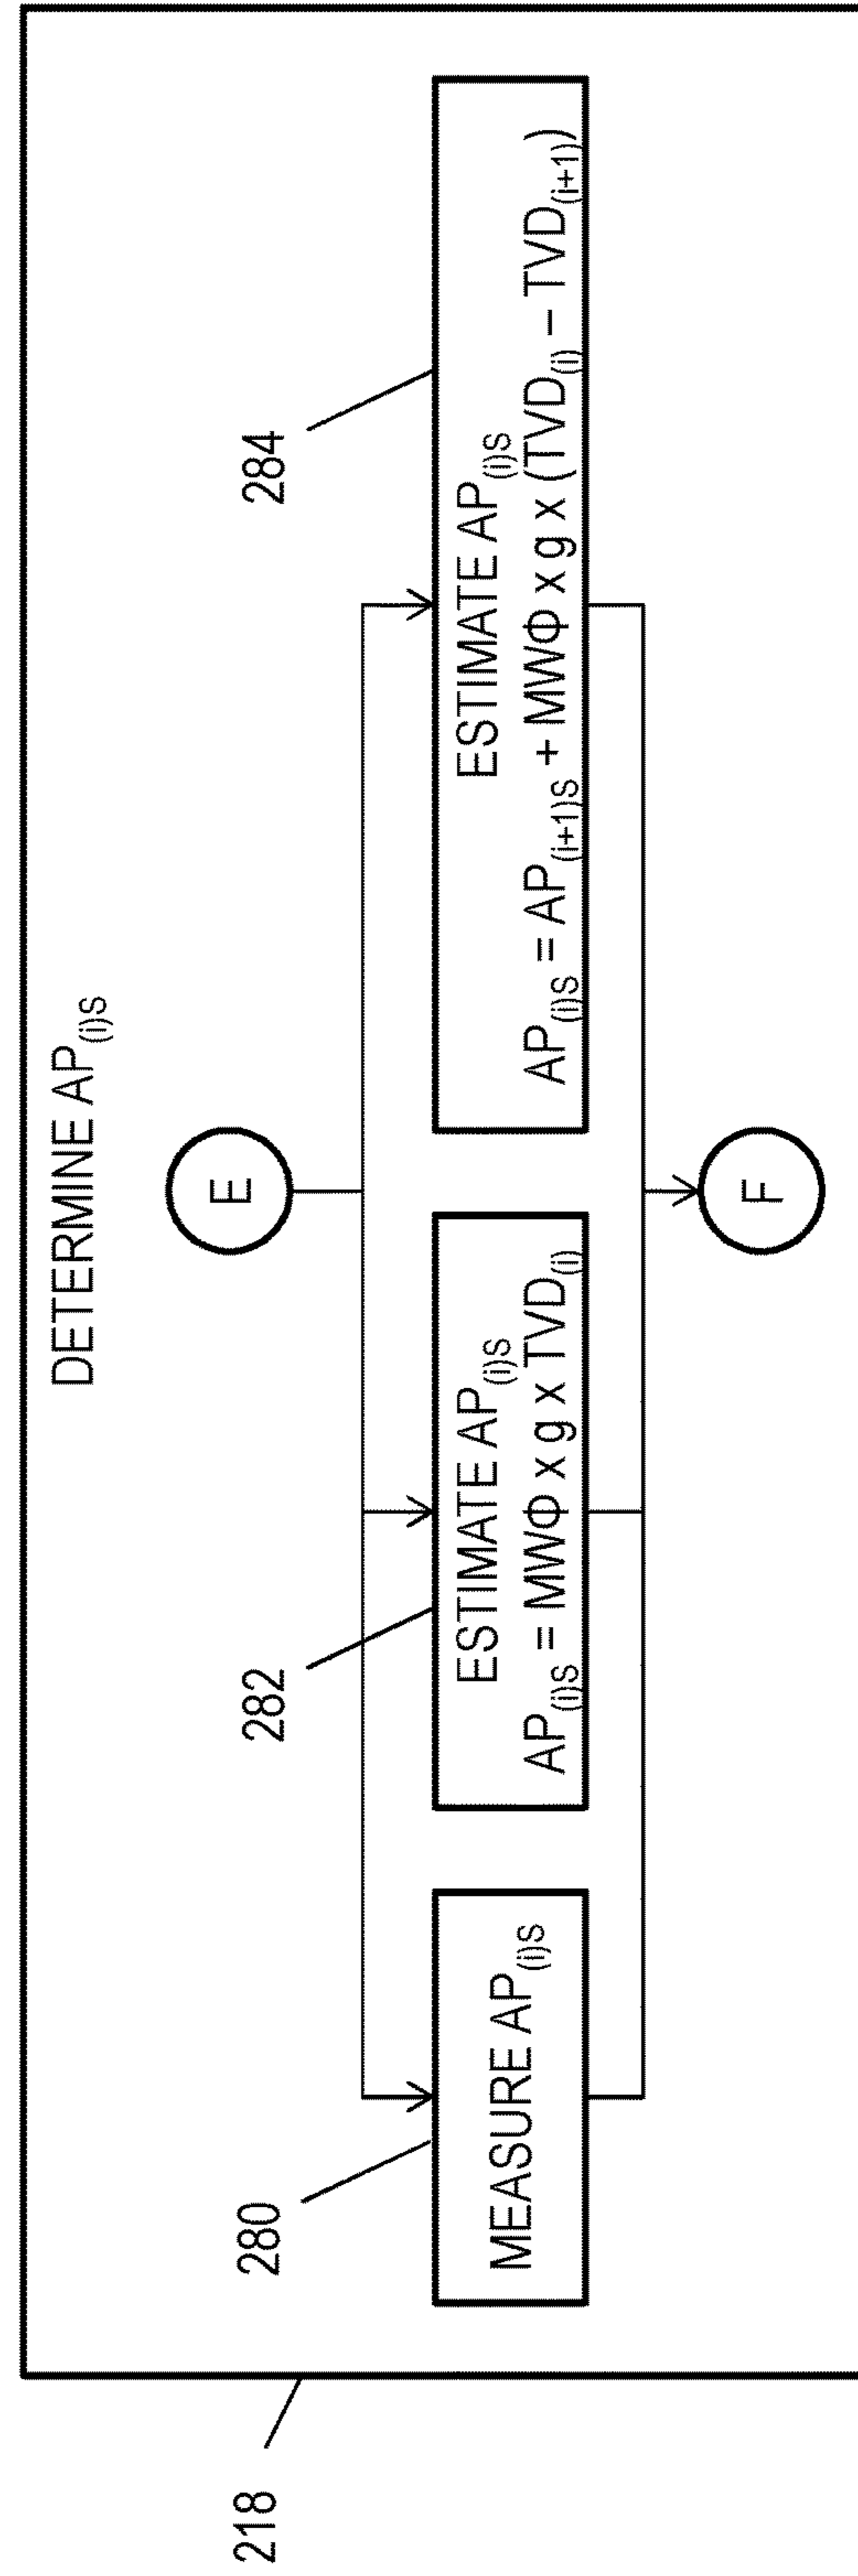 DETERMINE AP(i)S
E
280
282
284
MEASURE AP(i)S
ESTIMATE AP(i)S
AP(i)S = MWΦ x g x TVD(i)
ESTIMATE AP(i)S
AP(i)S = AP(i+1)S + MWΦ x g x (TVD(i) – TVD(i+1))
F
218